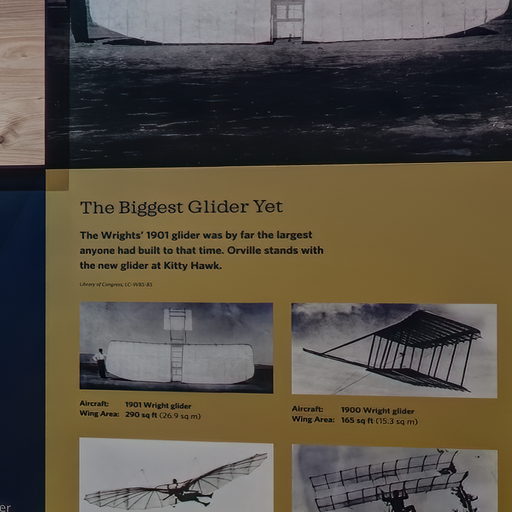 The Biggest Glider Yet
The Wrights' 1901 glider was by far the largest
anyone had built to that time. Orville stands with
the new glider at Kitty Hawk.
Library of Congress, LC-W85-85
Aircraft: 1901 Wright glider
Wing Area: 290 sq ft (26.9 sq m)
Aircraft: 1900 Wright glider
Wing Area: 165 sq ft (15.3 sq m)